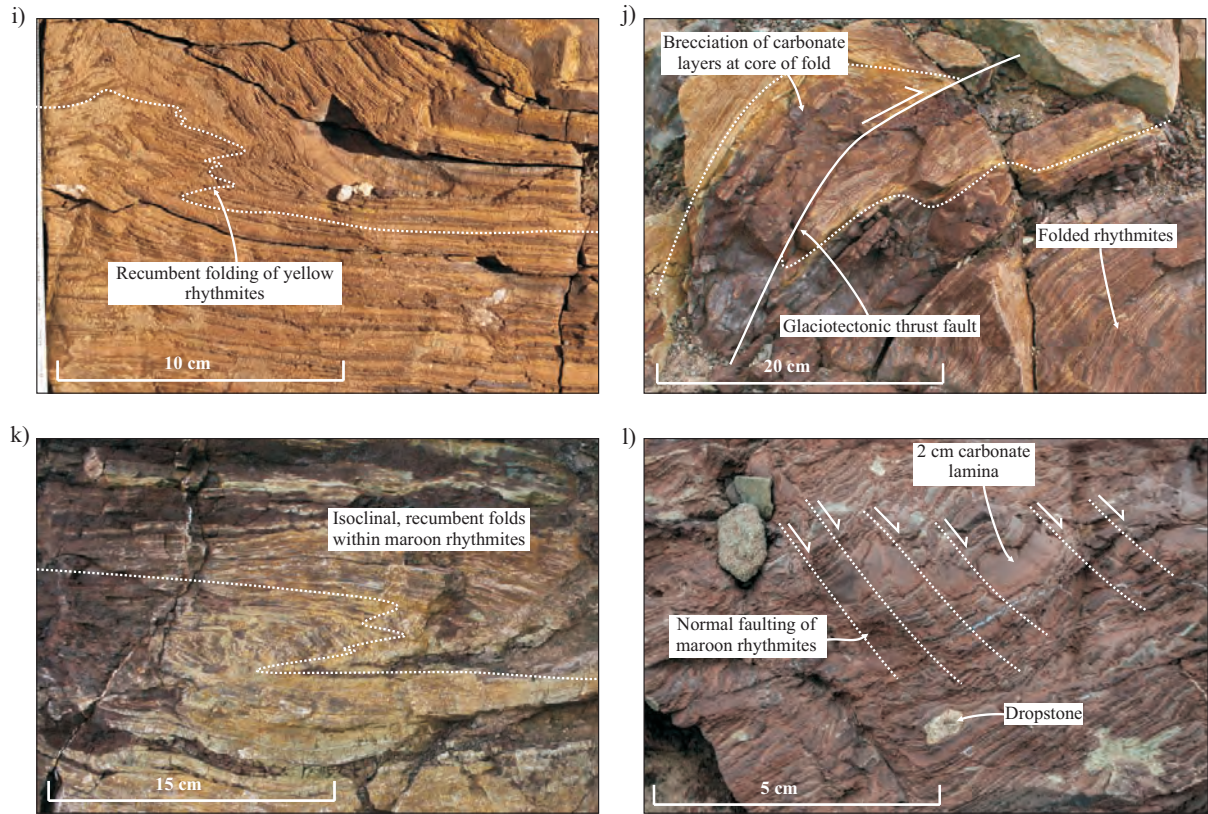 i)
Recumbent folding of yellow
rhythmites
10 cm
j)
Brecciation of carbonate
layers at core of fold
Folded rhythmites
Glaciotectonic thrust fault
20 cm
k)
Isoclinal, recumbent folds
within maroon rhythmites
15 cm
l)
2 cm carbonate
lamina
Normal faulting of
maroon rhythmites
Dropstone
5 cm